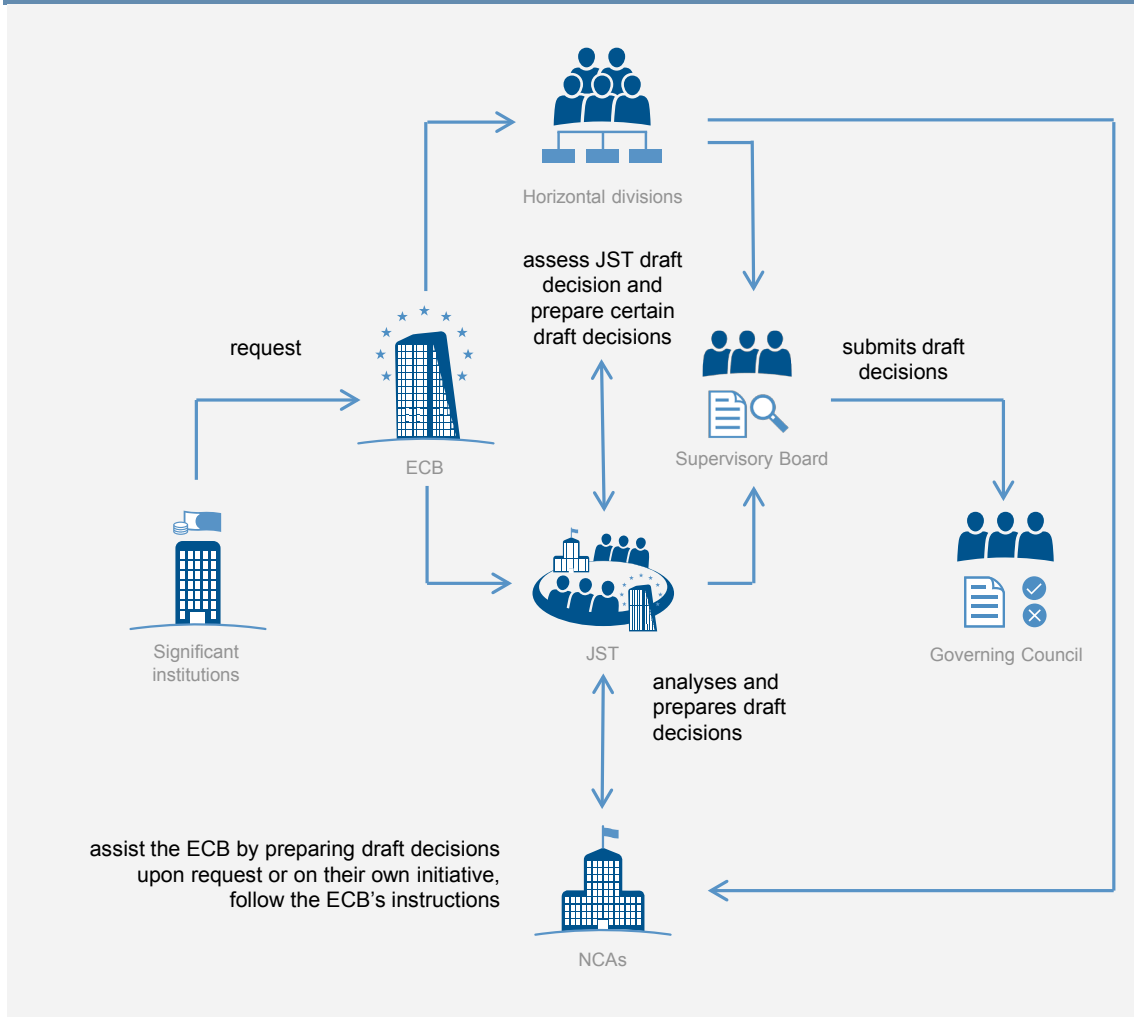 Horizontal divisions
assess JST draft
decision and
prepare certain
draft decisions
request
submits draft
decisions
ECB
Supervisory Board
Significant
institutions
JST
Governing Council
analyses and
prepares draft
decisions
assist the ECB by preparing draft decisions
upon request or on their own initiative,
follow the ECB’s instructions
NCAs